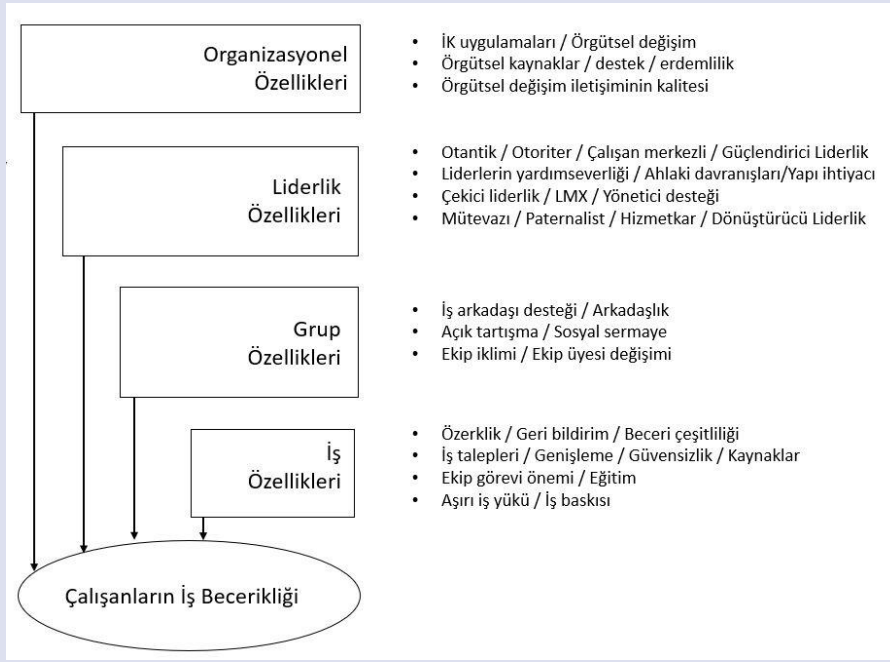 Organizasyonel
Özellikleri
• İK uygulamaları / Örgütsel değişim
• Örgütsel kaynaklar / destek / erdemlilik
• Örgütsel değişim iletişiminin kalitesi
Liderlik
Özellikleri
• Otantik / Otoriter / Çalışan merkezli / Güçlendirici Liderlik
• Liderlerin yardımseverliği / Ahlaki davranışları/Yapı ihtiyacı
• Çekici liderlik / LMX / Yönetici desteği
• Mütevazı / Paternalist / Hizmetkar / Dönüştürücü Liderlik
Grup
Özellikleri
• İş arkadaşı desteği / Arkadaşlık
• Açık tartışma / Sosyal sermaye
• Ekip iklimi / Ekip üyesi değişimi
İş
Özellikleri
• Özerklik / Geri bildirim / Beceri çeşitliliği
• İş talepleri / Genişleme / Güvensizlik / Kaynaklar
• Ekip görevi önemi / Eğitim
• Aşırı iş yükü / İş baskısı
Çalışanların İş Becerikliği